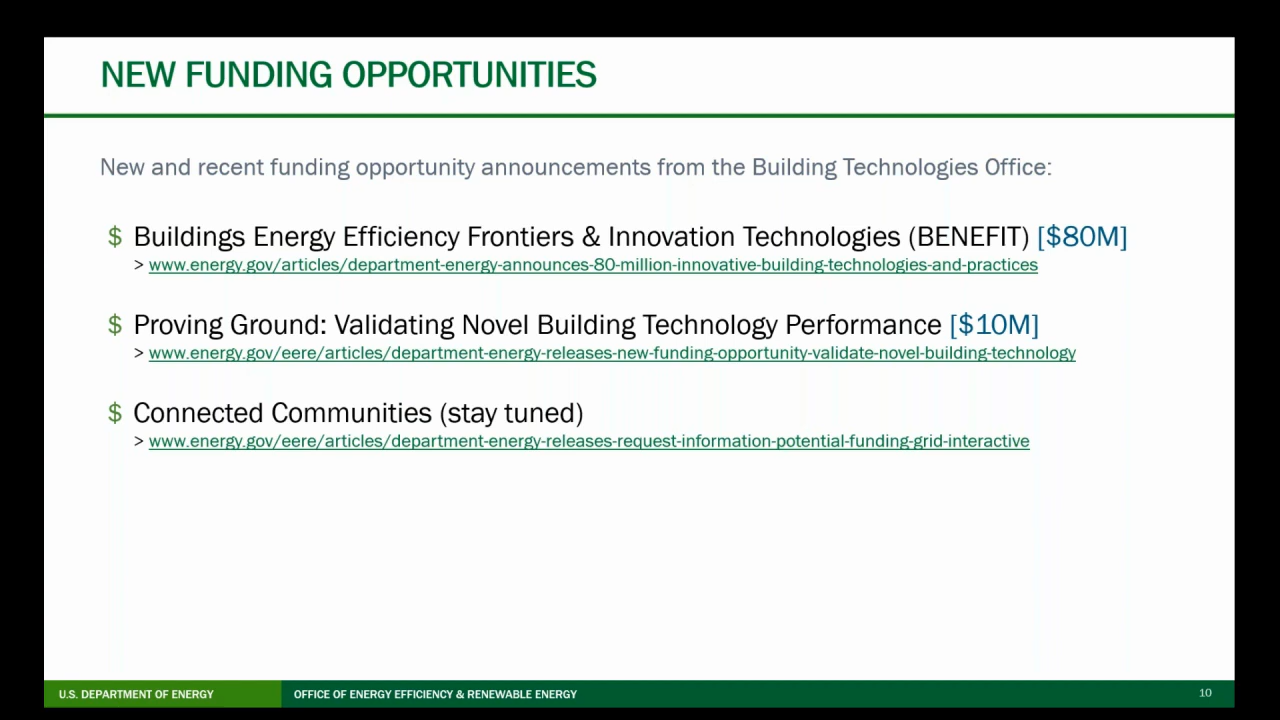 NEW FUNDING OPPORTUNITIES
New and recent funding opportunity announcements from the Building Technologies Office:
$ Buildings Energy Efficiency Frontiers & Innovation Technologies (BENEFIT) [$80M]
> www.energy.gov/articles/department-energy-announces-80-million-innovative-building-technologies-and-practices
$ Proving Ground: Validating Novel Building Technology Performance [$10M]
> www.energy.gov/eere/articles/department-energy-releases-new-funding-opportunity-validate-novel-building-technology
$ Connected Communities (stay tuned)
> www.energy.gov/eere/articles/department-energy-releases-request-information-potential-funding-grid-interactive
U.S. DEPARTMENT OF ENERGY OFFICE OF ENERGY EFFICIENCY & RENEWABLE ENERGY 10